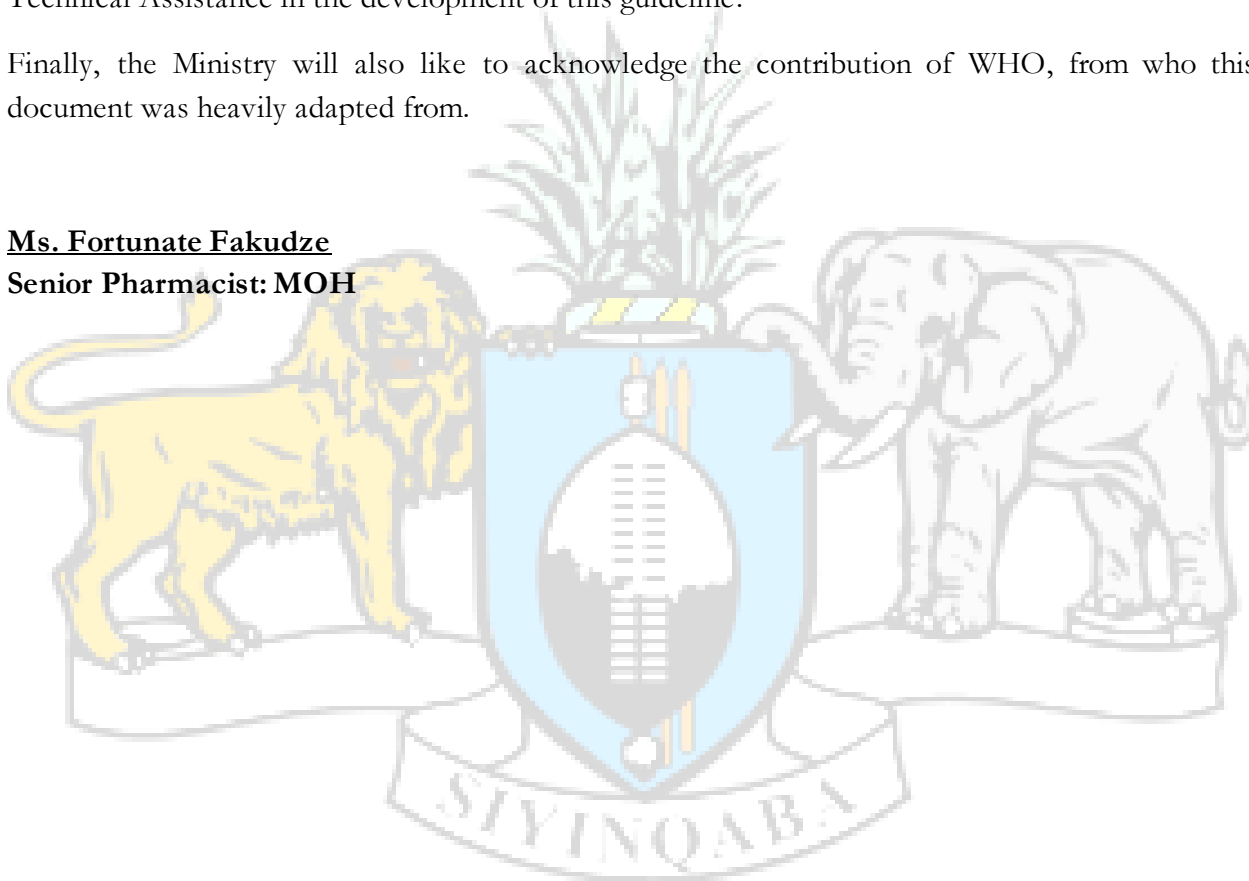 Technical Assistance in the development of this guideline.
Finally, the Ministry will also like to acknowledge the contribution of WHO, from who this
document was heavily adapted from.
Ms. Fortunate Fakudze
Senior Pharmacist: MOH
SIYINQABA